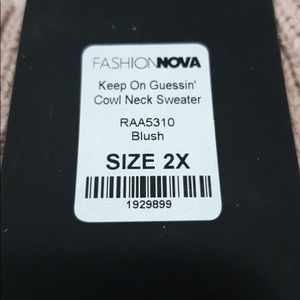 FASHIONNOVA
Keep On Guessin'
Cowl Neck Sweater
RAA5310
Blush
SIZE 2X
1929899